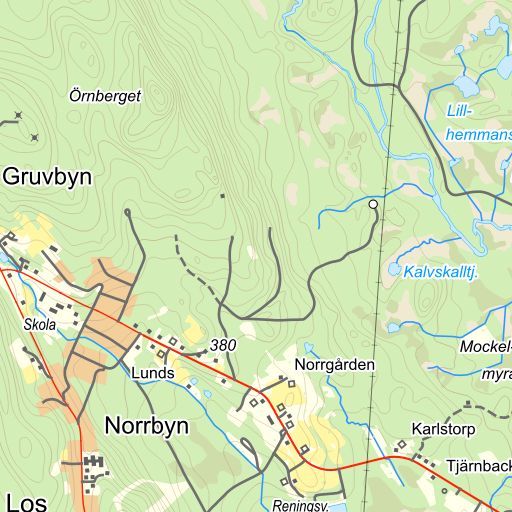 Örnberget
Lill-
hemmans
Gruvbyn
Kalvskalltj.
Skola
380
Mockel-
myra
Lunds
Norrgården
Norrbyn
Karlstorp
Tjärnback
Los
Reningsv.